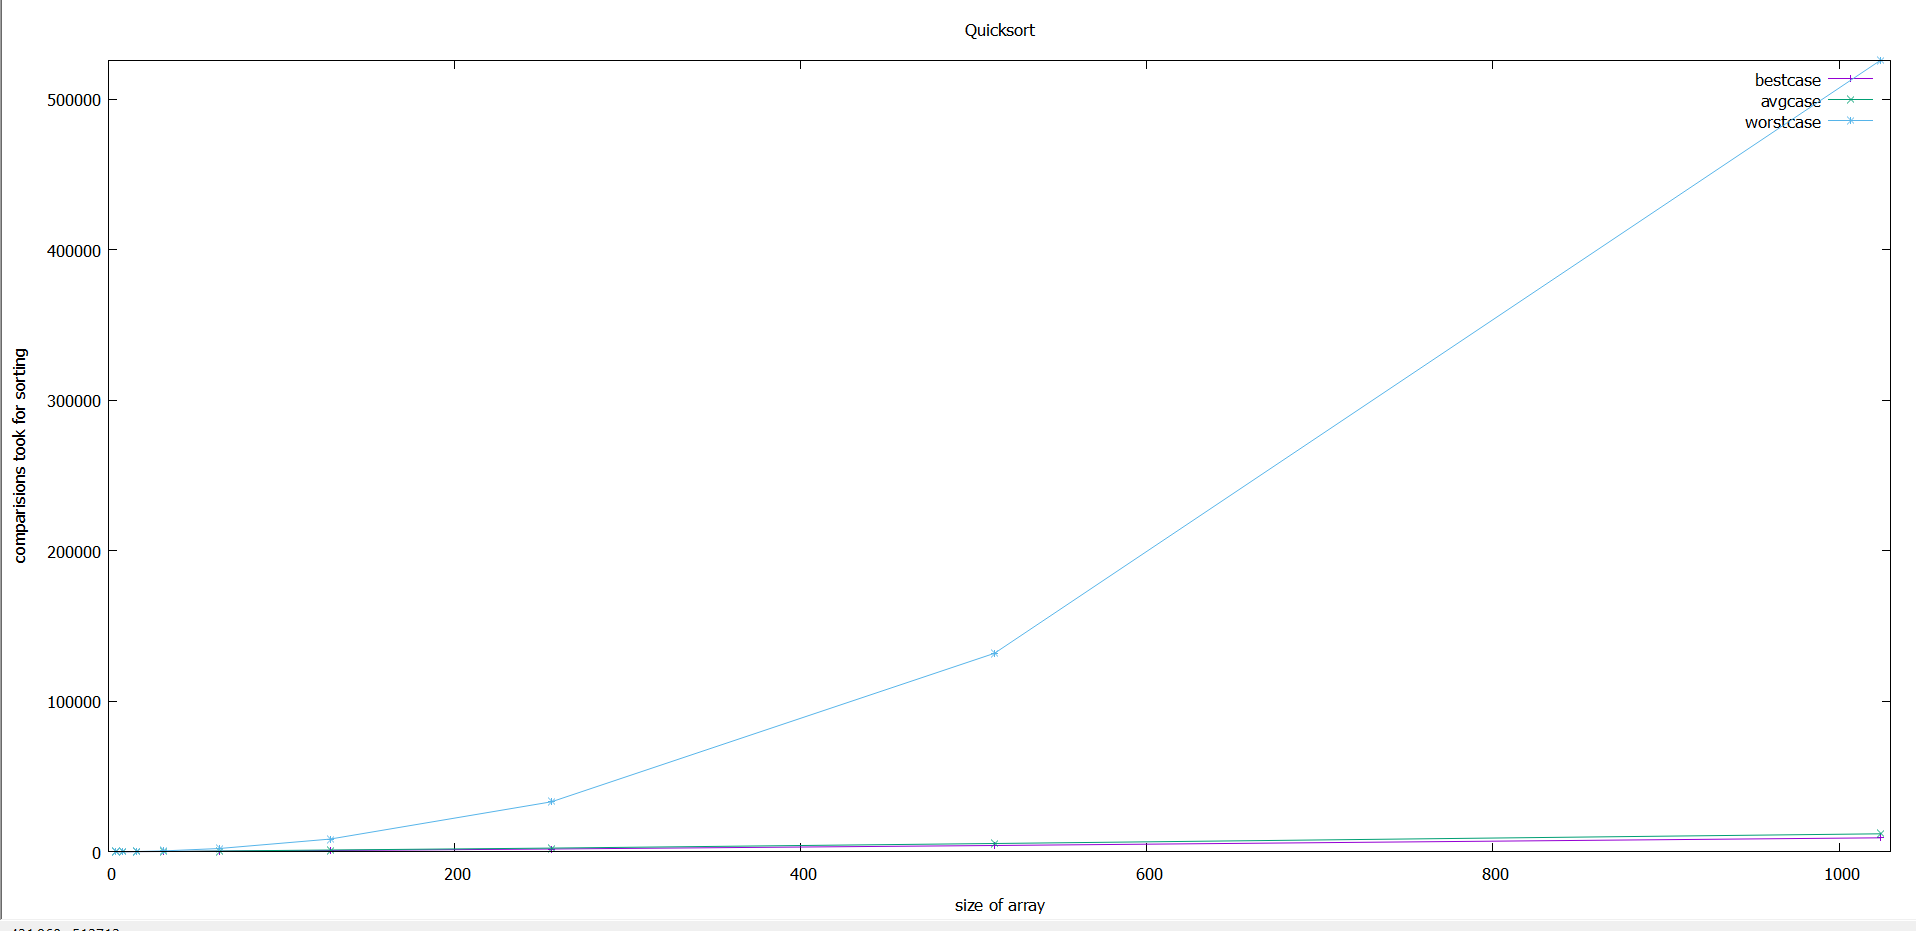 Quicksort
bestcase
avgcase
worstcase
500000
400000
300000
200000
100000
0
comparisions took for sorting
0 200 400 600 800 1000
size of array